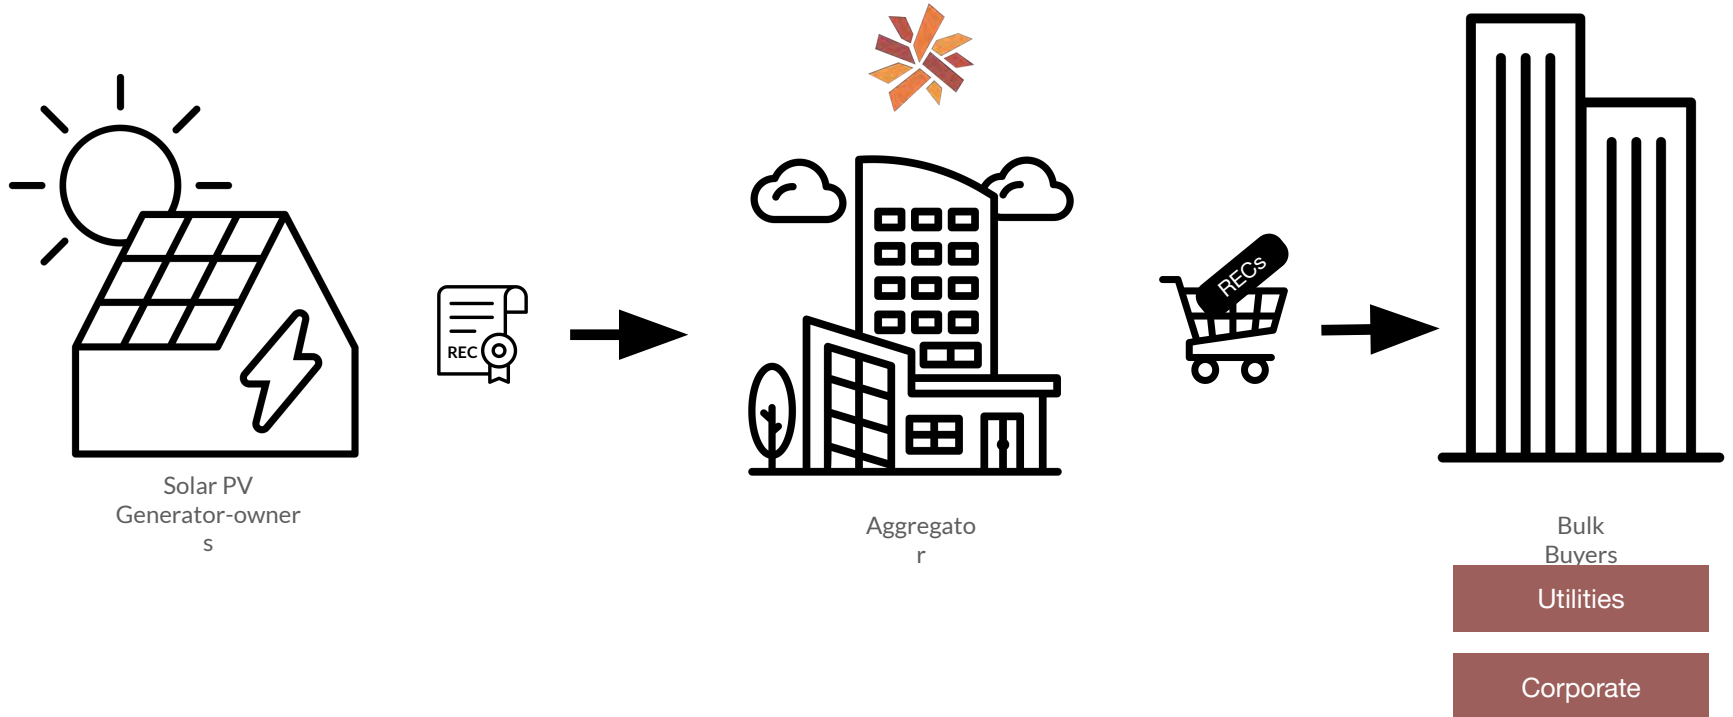 RECs
REC
Solar PV
Generator-owner
s
Aggregato
r
Bulk
Buyers
Utilities
Corporate